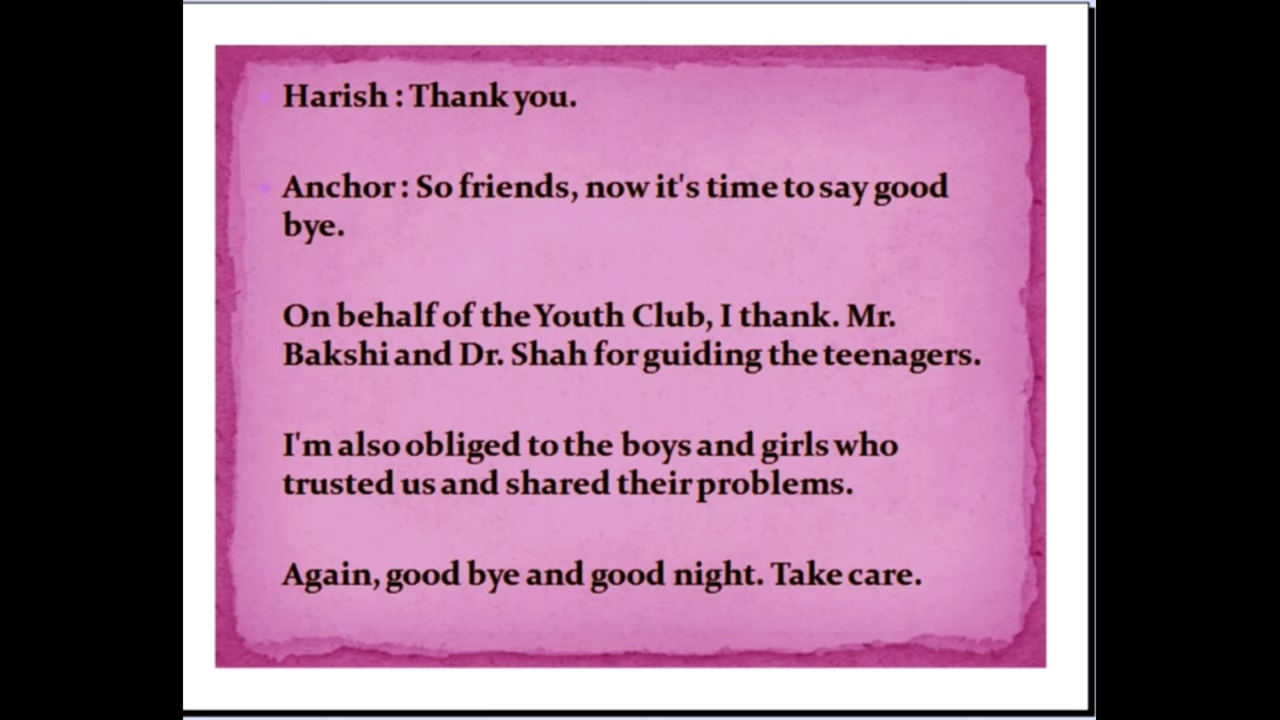 Harish : Thank you.
Anchor : So friends, now it's time to say good
bye.
On behalf of the Youth Club, I thank. Mr.
Bakshi and Dr. Shah for guiding the teenagers.
I'm also obliged to the boys and girls who
trusted us and shared their problems.
Again, good bye and good night. Take care.